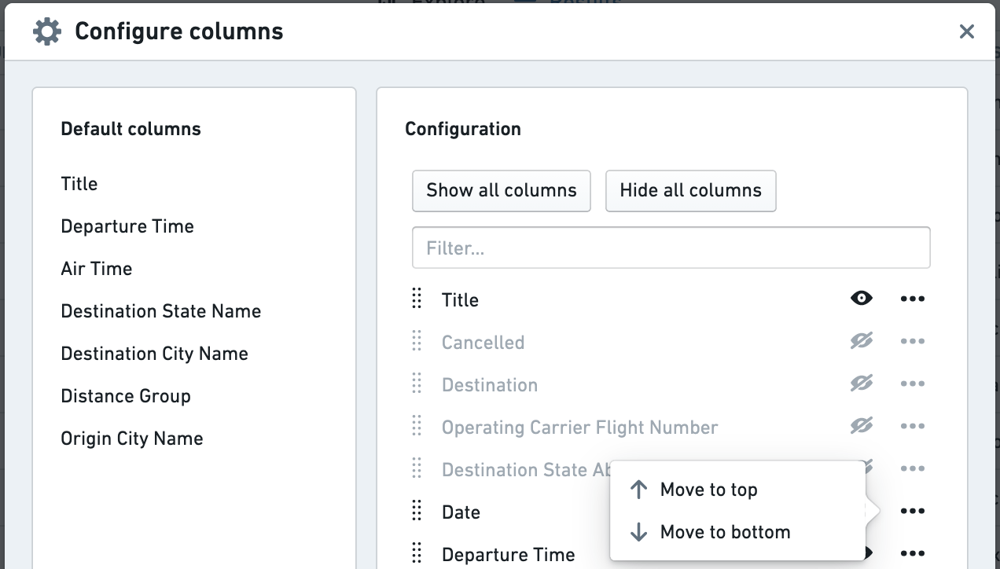 Configure columns
Default columns
Title
Departure Time
Air Time
Destination State Name
Destination City Name
Distance Group
Origin City Name
Configuration
Show all columns Hide all columns
Filter...
Title
Cancelled
Destination
Operating Carrier Flight Number
Destination State
Move to top
Date
Move to bottom
Departure Time